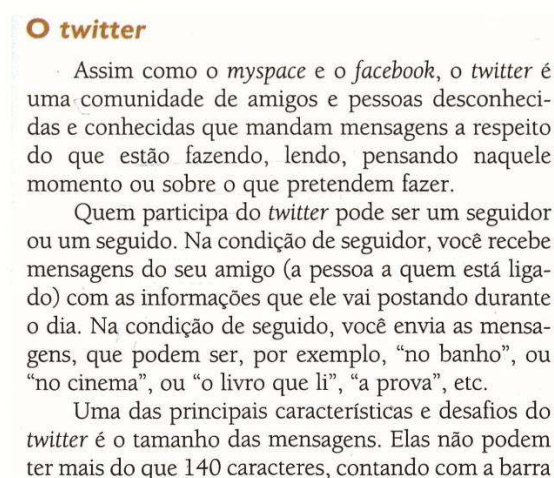 O twitter
Assim como o myspace e o facebook, o twitter é
uma comunidade de amigos e pessoas desconheci-
das e conhecidas que mandam mensagens a respeito
do que estão fazendo, lendo, pensando naquele
momento ou sobre o que pretendem fazer.
Quem participa do twitter pode ser um seguidor
ou um seguido. Na condição de seguidor, você recebe
mensagens do seu amigo (a pessoa a quem está liga-
do) com as informações que ele vai postando durante
o dia. Na condição de seguido, você envia as mensa-
gens, que podem ser, por exemplo, “no banho”, ou
“no cinema”, ou “o livro que li”, “a prova”, etc.
Uma das principais características e desafios do
twitter é o tamanho das mensagens. Elas não podem
ter mais do que 140 caracteres, contando com a barra